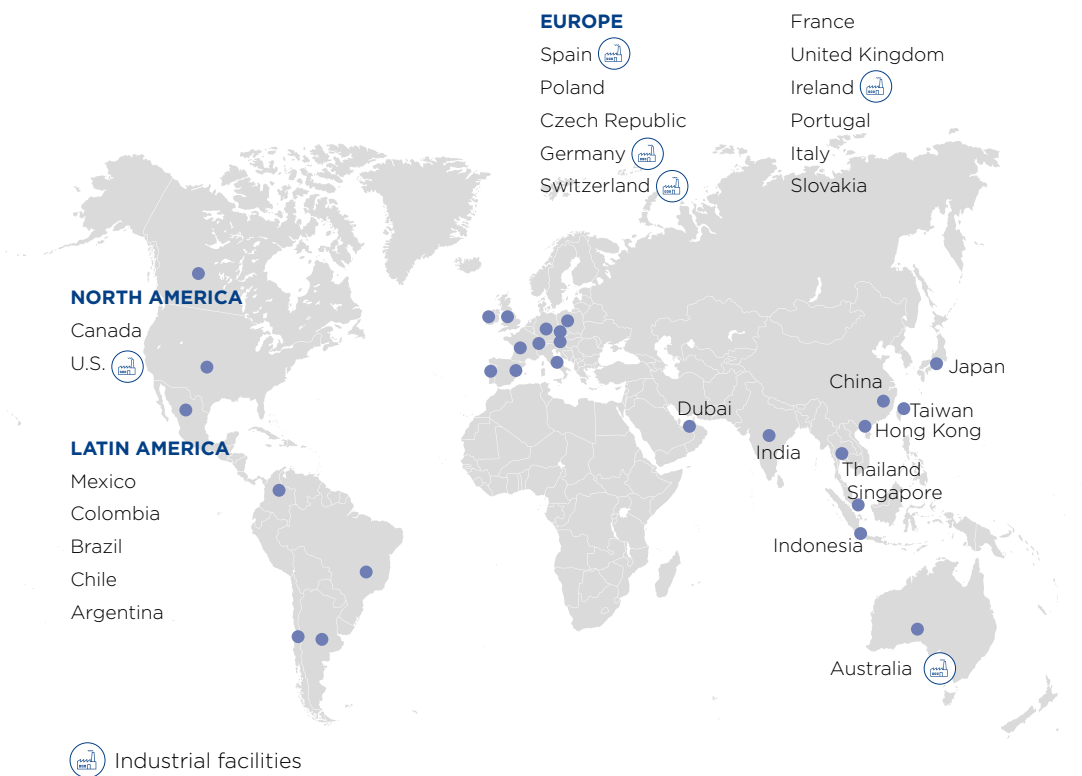 EUROPE
Spain
Poland
Czech Republic
Germany
Switzerland
France
United Kingdom
Ireland
Portugal
Italy
Slovakia
NORTH AMERICA
Canada
U.S.
LATIN AMERICA
Mexico
Colombia
Brazil
Chile
Argentina
Dubai
India
China
Japan
Taiwan
Hong Kong
Thailand
Singapore
Indonesia
Australia
Industrial facilities